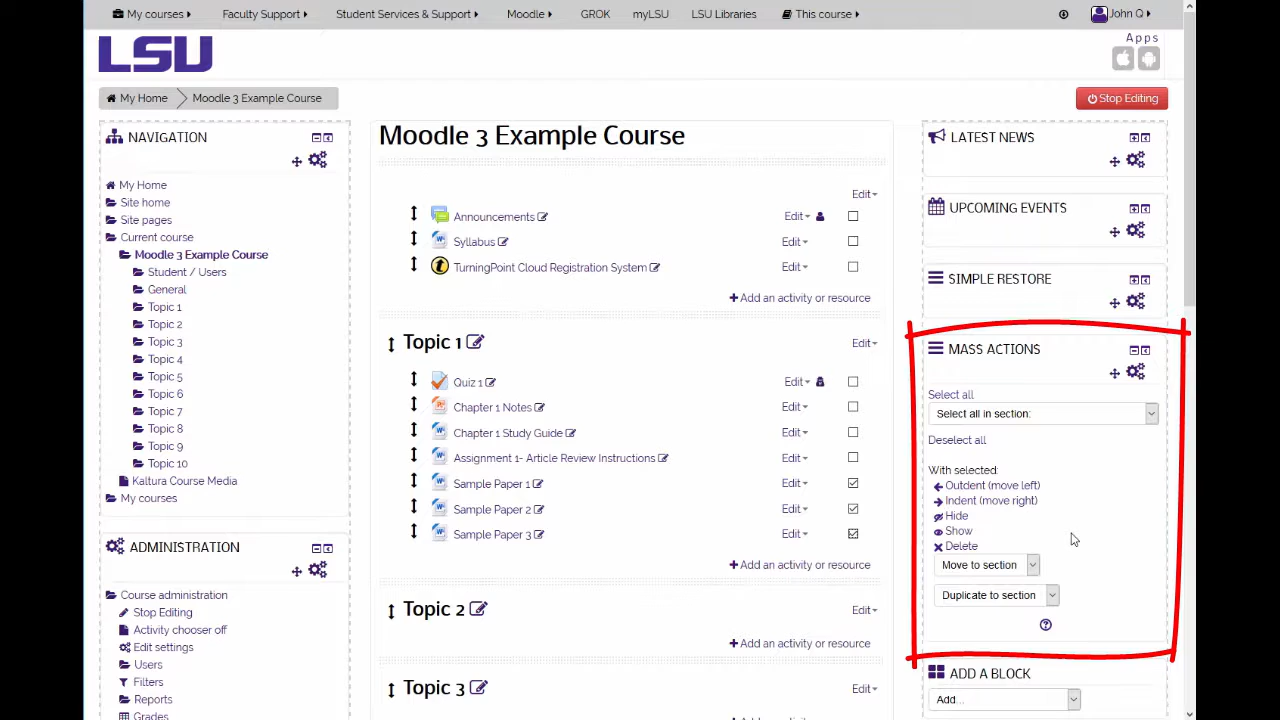 My courses Faculty Support Student Services & Support Moodle GROK myLSU LSU Libraries This course John Q
LSU
Apps
My Home Moodle 3 Example Course
Stop Editing
NAVIGATION
My Home
Site home
Site pages
Current course
Moodle 3 Example Course
Student / Users
General
Topic 1
Topic 2
Topic 3
Topic 4
Topic 5
Topic 6
Topic 7
Topic 8
Topic 9
Topic 10
Kaltura Course Media
My courses
ADMINISTRATION
Course administration
Stop Editing
Activity chooser off
Edit settings
Users
Filters
Reports
Grades
Moodle 3 Example Course
Edit
Announcements Edit
Syllabus Edit
TurningPoint Cloud Registration System Edit
Add an activity or resource
Topic 1 Edit
Quiz 1 Edit
Chapter 1 Notes Edit
Chapter 1 Study Guide Edit
Assignment 1- Article Review Instructions Edit
Sample Paper 1 Edit
Sample Paper 2 Edit
Sample Paper 3 Edit
Add an activity or resource
Topic 2 Edit
Add an activity or resource
Topic 3 Edit
LATEST NEWS
UPCOMING EVENTS
SIMPLE RESTORE
MASS ACTIONS
Select all
Select all in section:
Deselect all
With selected:
Outdent (move left)
Indent (move right)
Hide
Show
Delete
Move to section
Duplicate to section
ADD A BLOCK
Add...